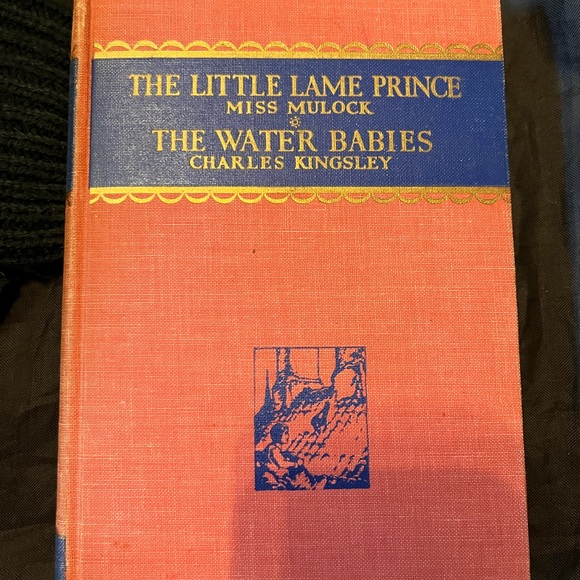 THE LITTLE LAME PRINCE
MISS MULOCK
THE WATER BABIES
CHARLES KINGSLEY